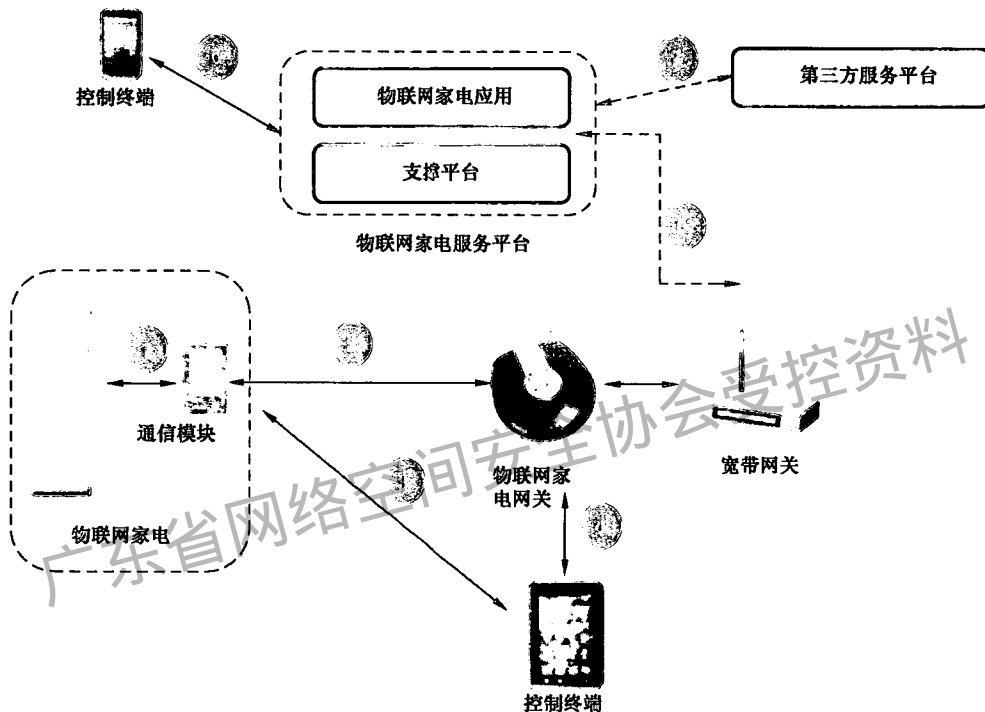 控制终端
物联网家电应用
第三方服务平台
支撑平台
物联网家电服务平台
通信模块
物联网家电
物联网家
电网关
宽带网关
控制终端
广东省网络空间安全协会受控资料